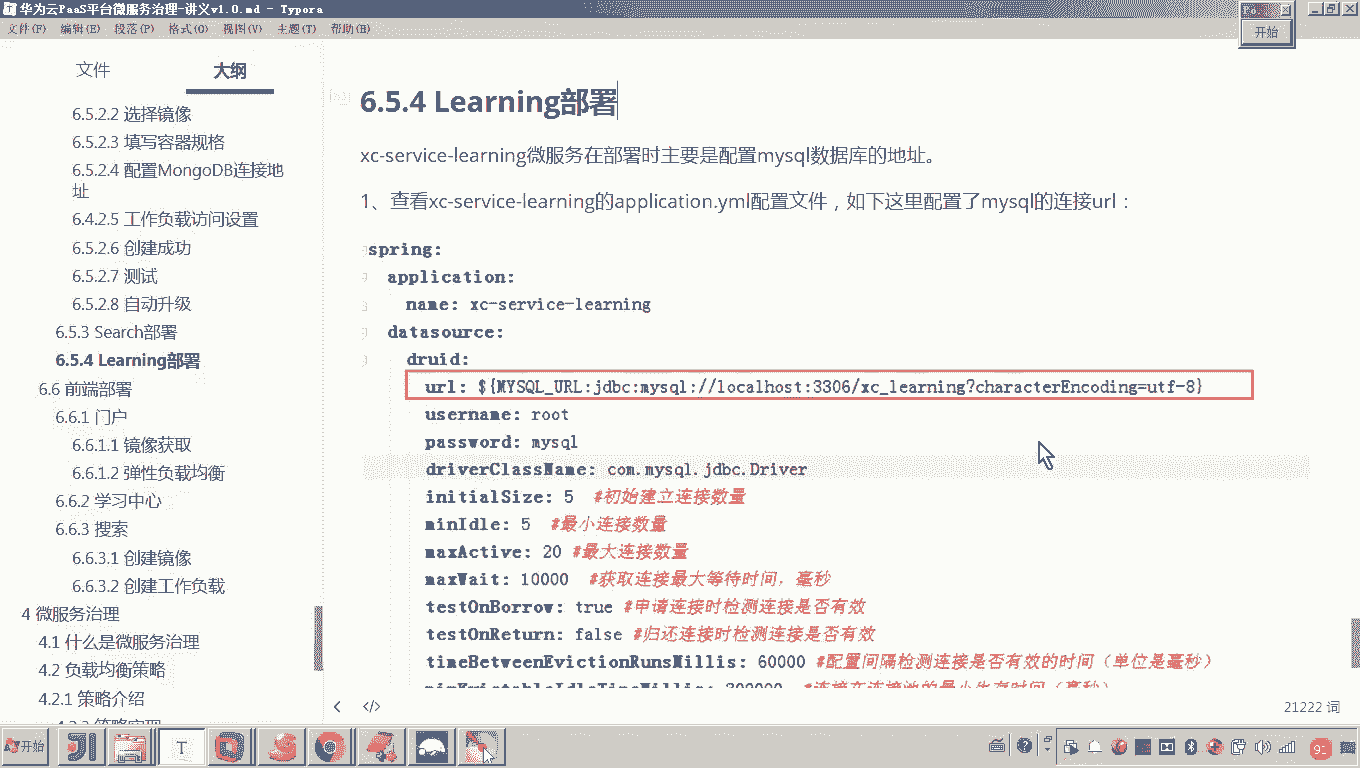 华为云PaaS平台微服务治理-讲义v1.0.md - Typora
文件(F) 编辑(E) 段落(P) 格式(O) 视图(V) 主题(T) 帮助(H)
开始
文件 大纲
6.5.2.2 选择镜像
6.5.2.3 填写容器规格
6.5.2.4 配置MongoDB连接地
址
6.4.2.5 工作负载访问设置
6.5.2.6 创建成功
6.5.2.7 测试
6.5.2.8 自动升级
6.5.3 Search部署
6.5.4 Learning部署
6.6 前端部署
6.6.1 门户
6.6.1.1 镜像获取
6.6.1.2 弹性负载均衡
6.6.2 学习中心
6.6.3 搜索
6.6.3.1 创建镜像
6.6.3.2 创建工作负载
4 微服务治理
4.1 什么是微服务治理
4.2 负载均衡策略
4.2.1 策略介绍
6.5.4 Learning部署
xc-service-learning微服务在部署时主要是配置mysql数据库的地址。
1、查看xc-service-learning的application.yml配置文件，如下这里配置了mysql的连接url：
spring:
application:
name: xc-service-learning
datasource:
druid:
url: ${MYSQL_URL:jdbc:mysql://localhost:3306/xc_learning?characterEncoding=utf-8}
username: root
password: mysql
driverClassName: com.mysql.jdbc.Driver
initialSize: 5 #初始建立连接数量
minIdle: 5 #最小连接数量
maxActive: 20 #最大连接数量
maxWait: 10000 #获取连接最大等待时间，毫秒
testOnBorrow: true #申请连接时检测连接是否有效
testOnReturn: false #归还连接时检测连接是否有效
timeBetweenEvictionRunsMillis: 60000 #配置间隔检测连接是否有效的时间（单位是毫秒）
21222 词
开始